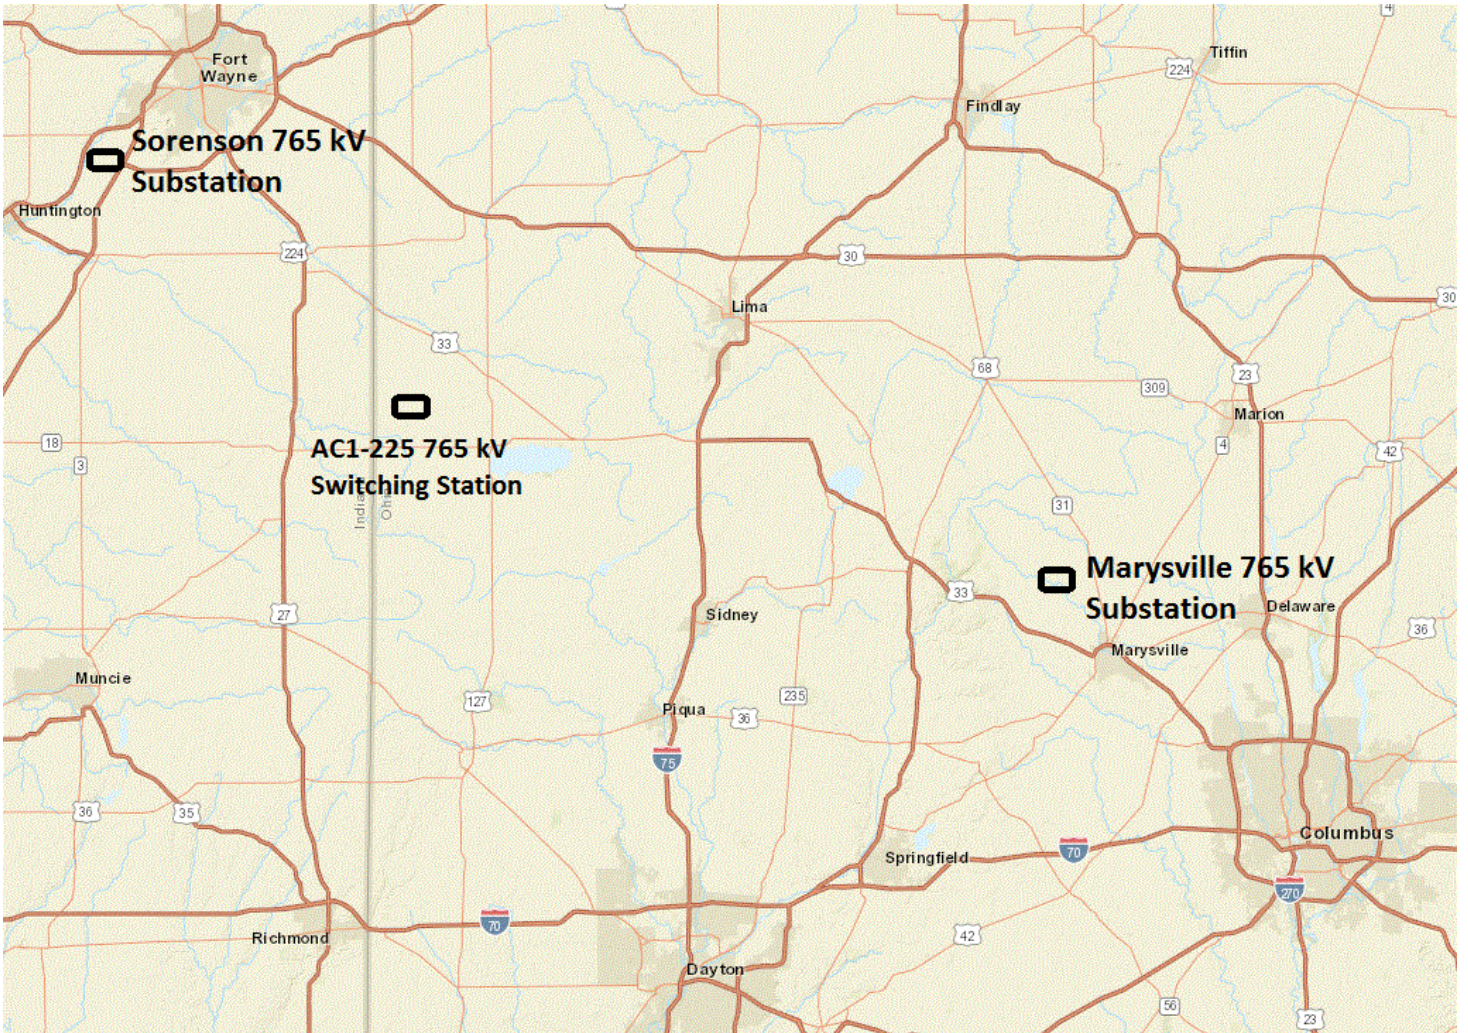 4
Tiffin
Fort
Wayne
224
Findlay
Sorenson 765 kV
Substation
Huntington
224
30
30
Lima
33
68
23
309
Marion
AC1-225 765 kV
Switching Station
18
3
4
42
31
Marysville 765 kV
Substation
33
Delaware
27
Sidney
36
Marysville
Muncie
127
235
Piqua
36
75
36
35
Columbus
Springfield
70
270
70
Richmond
42
Dayton
56
23